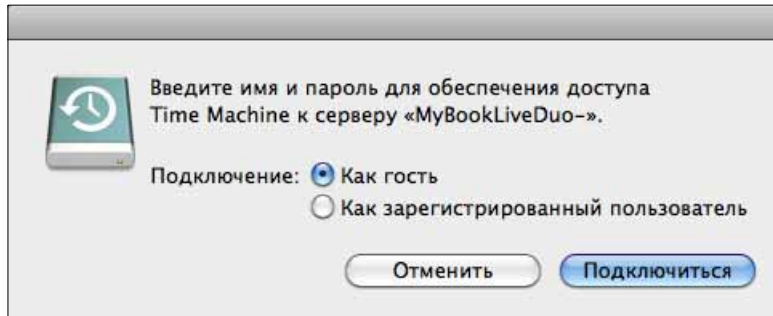 Введите имя и пароль для обеспечения доступа
Time Machine к серверу «MyBookLiveDuo-».
Подключение: Как гость
Как зарегистрированный пользователь
Отменить Подключиться